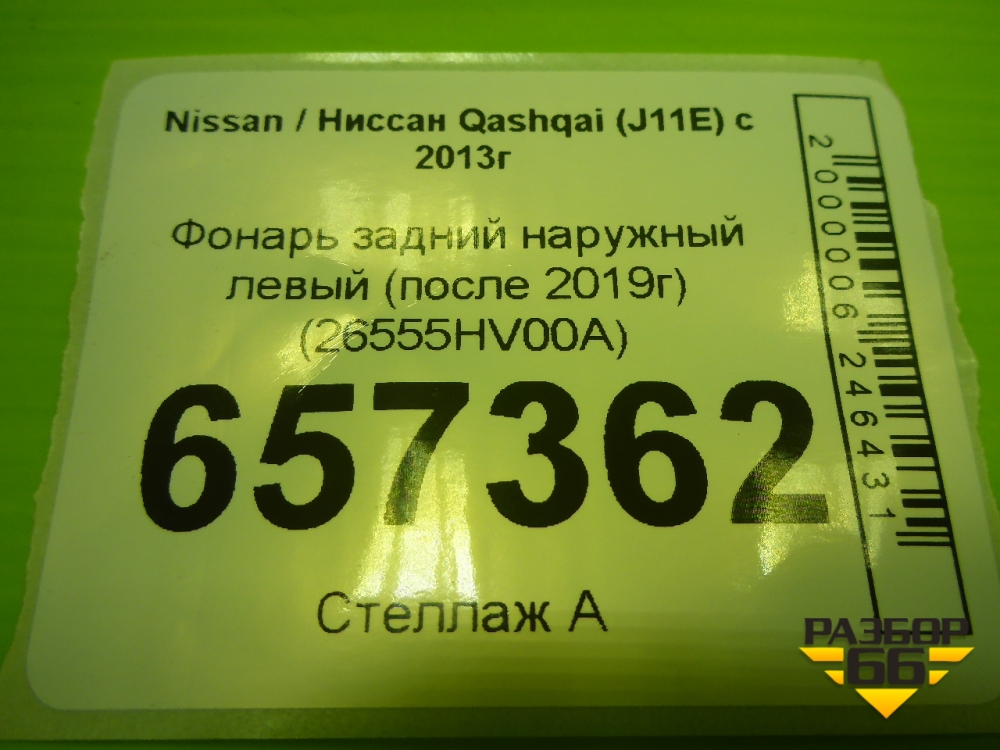 Nissan / Ниссан Qashqai (J11E) с
2013г
Фонарь задний наружный
левый (после 2019г)
(26555HV00A)
657362
Стеллаж А
2000006246431
РАЗБОР
66